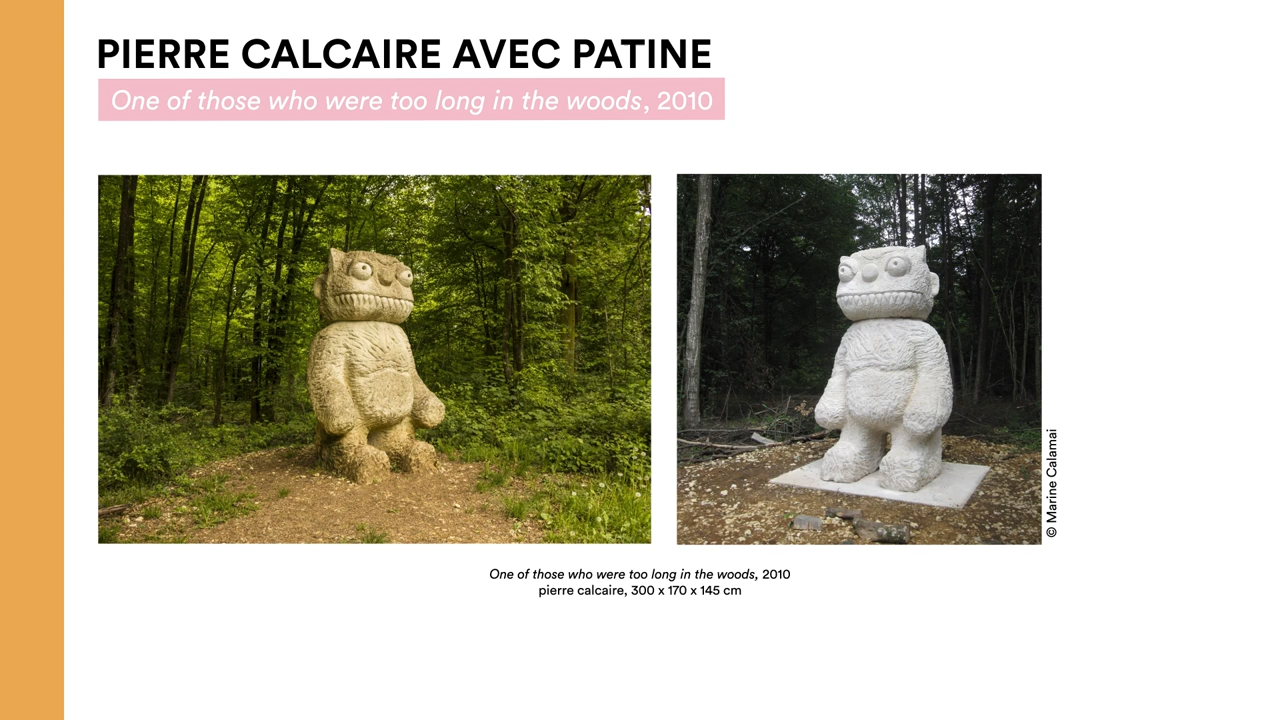 PIERRE CALCAIRE AVEC PATINE
One of those who were too long in the woods, 2010
© Marine Calamai
One of those who were too long in the woods, 2010
pierre calcaire, 300 x 170 x 145 cm